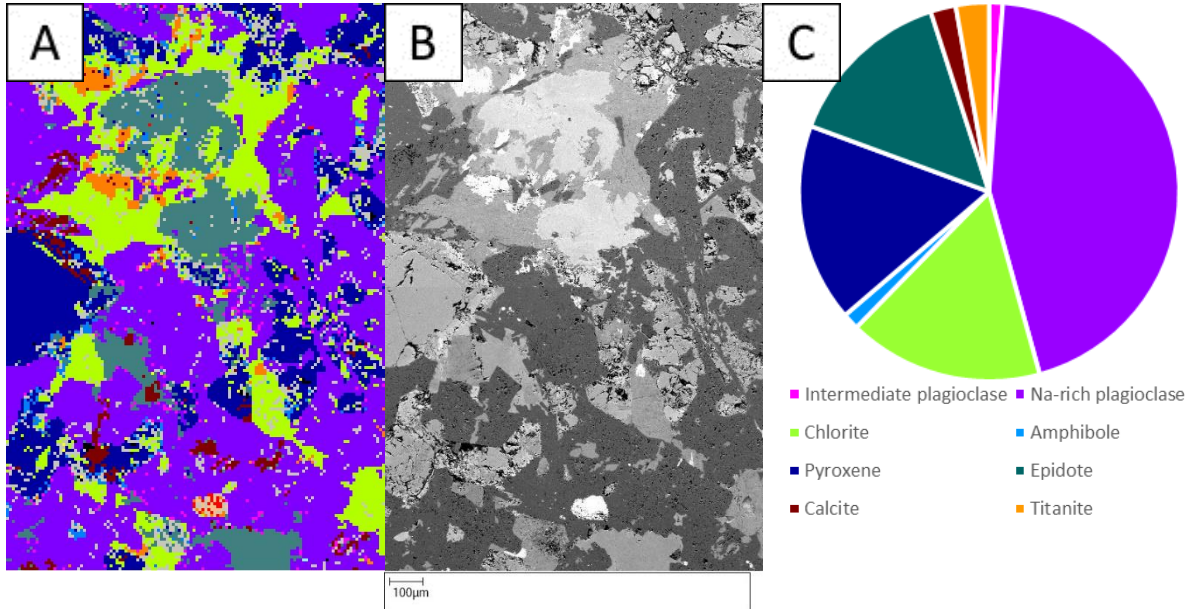 A
B
C
Intermediate plagioclase
Na-rich plagioclase
Chlorite
Amphibole
Pyroxene
Epidote
Calcite
Titanite
100µm